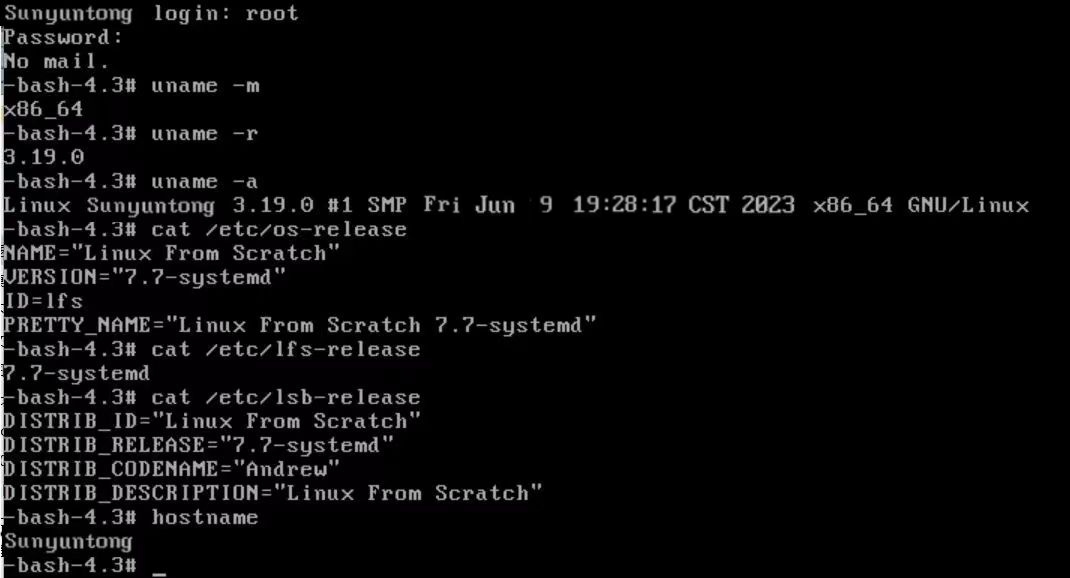 Sunyuntong login: root
Password:
No mail.
-bash-4.3# uname -m
x86_64
-bash-4.3# uname -r
3.19.0
-bash-4.3# uname -a
Linux Sunyuntong 3.19.0 #1 SMP Fri Jun  9 19:28:17 CST 2023 x86_64 GNU/Linux
-bash-4.3# cat /etc/os-release
NAME="Linux From Scratch"
VERSION="7.7-systemd"
ID=lfs
PRETTY_NAME="Linux From Scratch 7.7-systemd"
-bash-4.3# cat /etc/lfs-release
7.7-systemd
-bash-4.3# cat /etc/lsb-release
DISTRIB_ID="Linux From Scratch"
DISTRIB_RELEASE="7.7-systemd"
DISTRIB_CODENAME="Andrew"
DISTRIB_DESCRIPTION="Linux From Scratch"
-bash-4.3# hostname
Sunyuntong
-bash-4.3# _